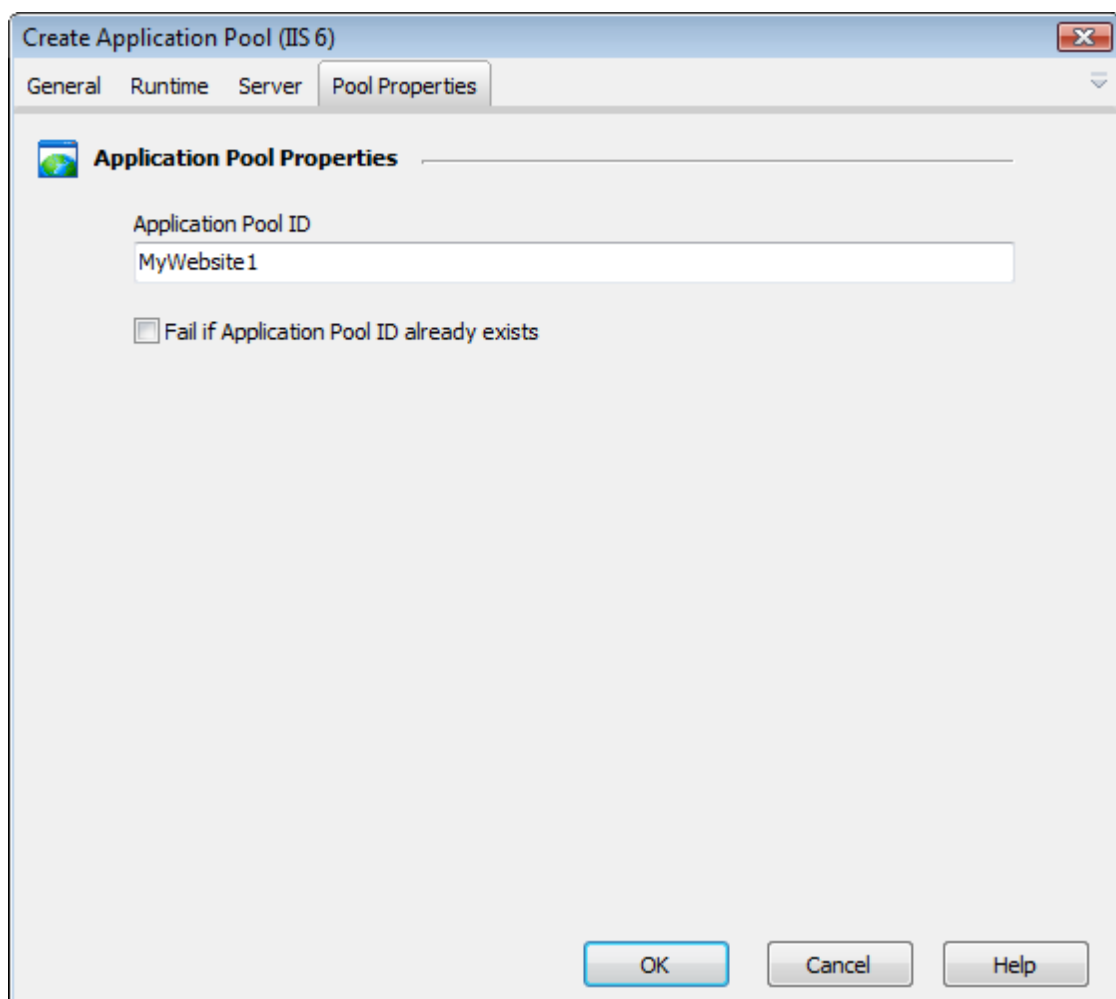 Create Application Pool (IIS 6)
General Runtime Server Pool Properties
Application Pool Properties
Application Pool ID
MyWebsite1
Fail if Application Pool ID already exists
OK Cancel Help